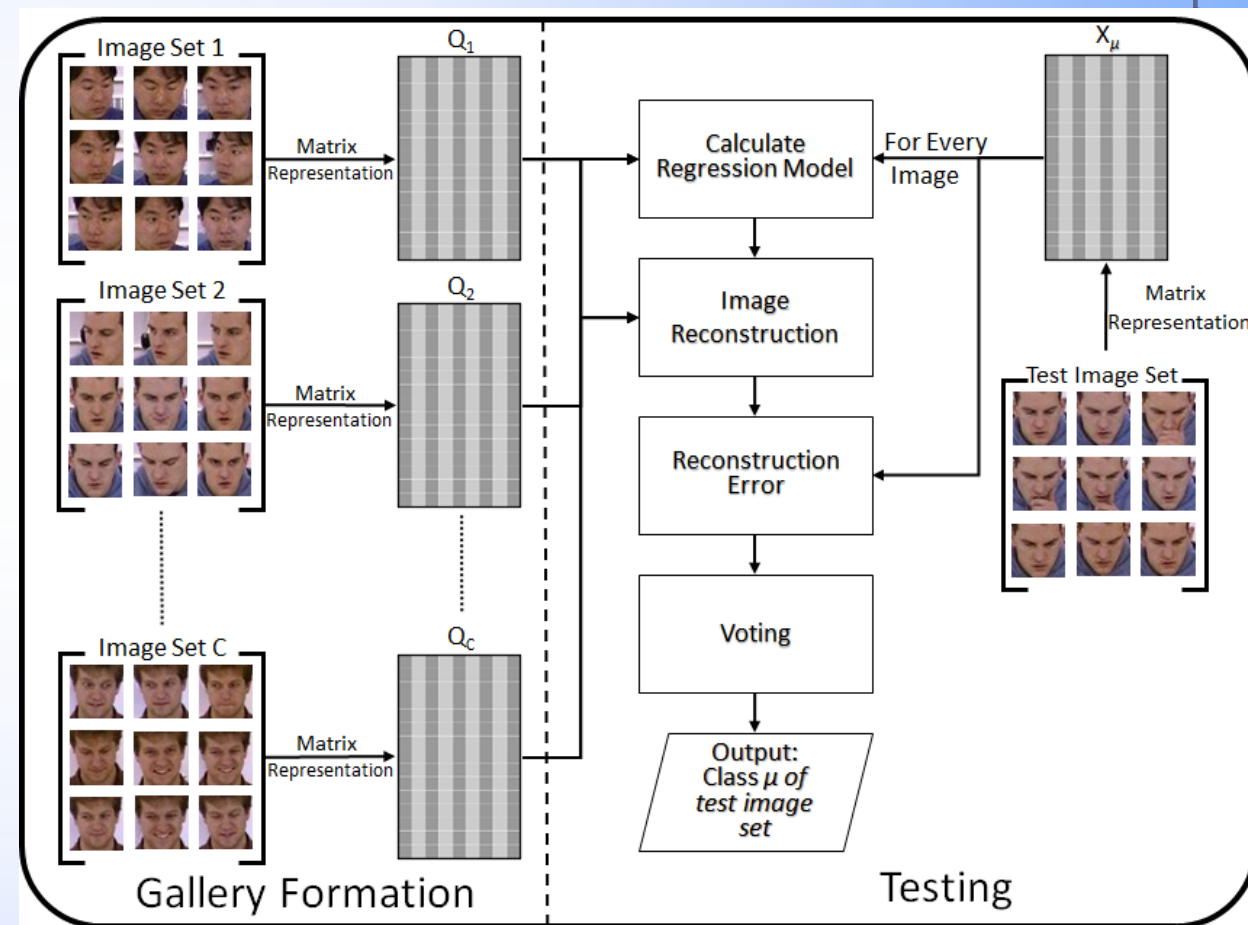 Image Set 1
Matrix
Representation
Q1
Image Set 2
Matrix
Representation
Q2
Image Set C
Matrix
Representation
QC
Gallery Formation
Calculate
Regression Model
Image
Reconstruction
Reconstruction
Error
Voting
Output:
Class μ of
test image
set
For Every
Image
Xμ
Matrix
Representation
Test Image Set
Testing